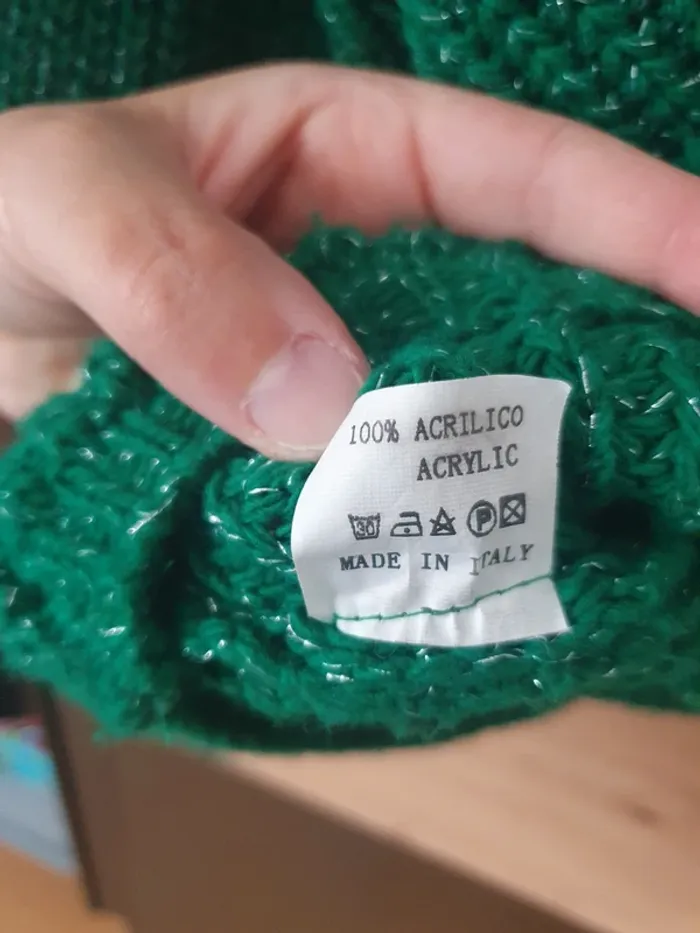 100% ACRILICO
ACRYLIC
30 P
MADE IN ITALY